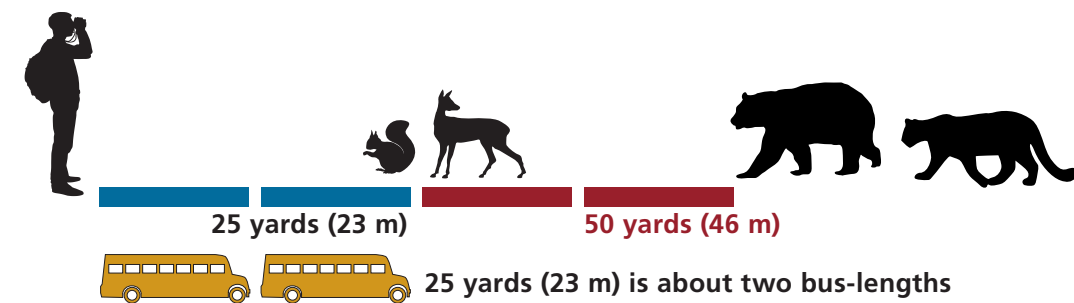 25 yards (23 m)
50 yards (46 m)
25 yards (23 m) is about two bus-lengths